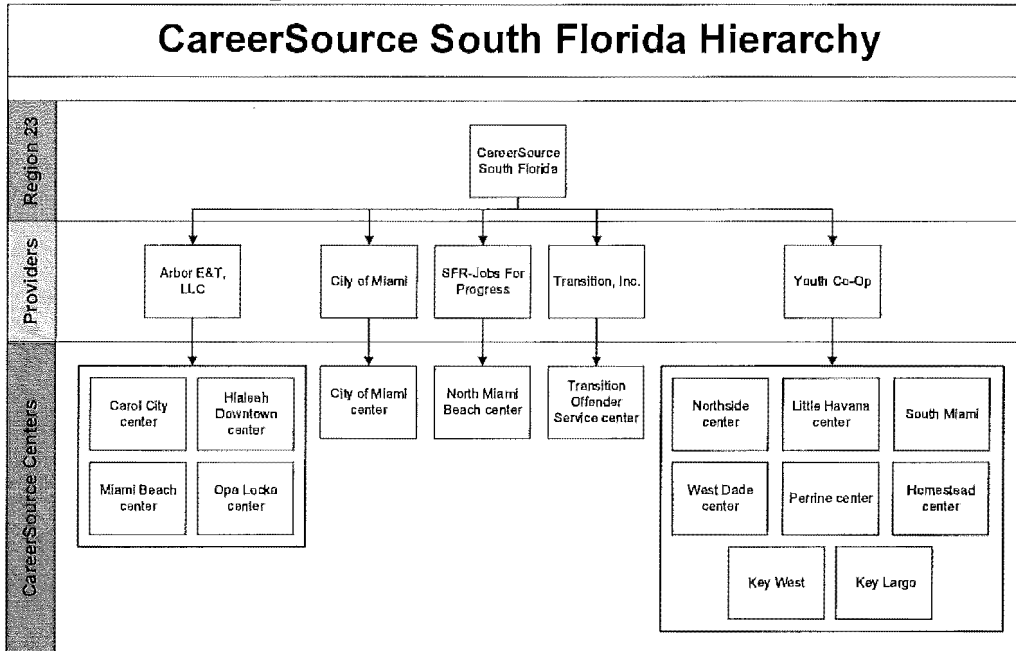 CareerSource South Florida Hierarchy
Region 23
CareerSource
South Florida
Providers
Arbor E&T,
LLC
City of Miami
SFR-Jobs For
Progress
Transition, Inc.
Youth Co-Op
CareerSource Centers
Carol City
center
Hialeah
Downtown
center
Miami Beach
center
Opa Locka
center
City of Miami
center
North Miami
Beach center
Transition
Offender
Service center
Northside
center
Little Havana
center
South Miami
West Dade
center
Perrine center
Homestead
center
Key West
Key Largo